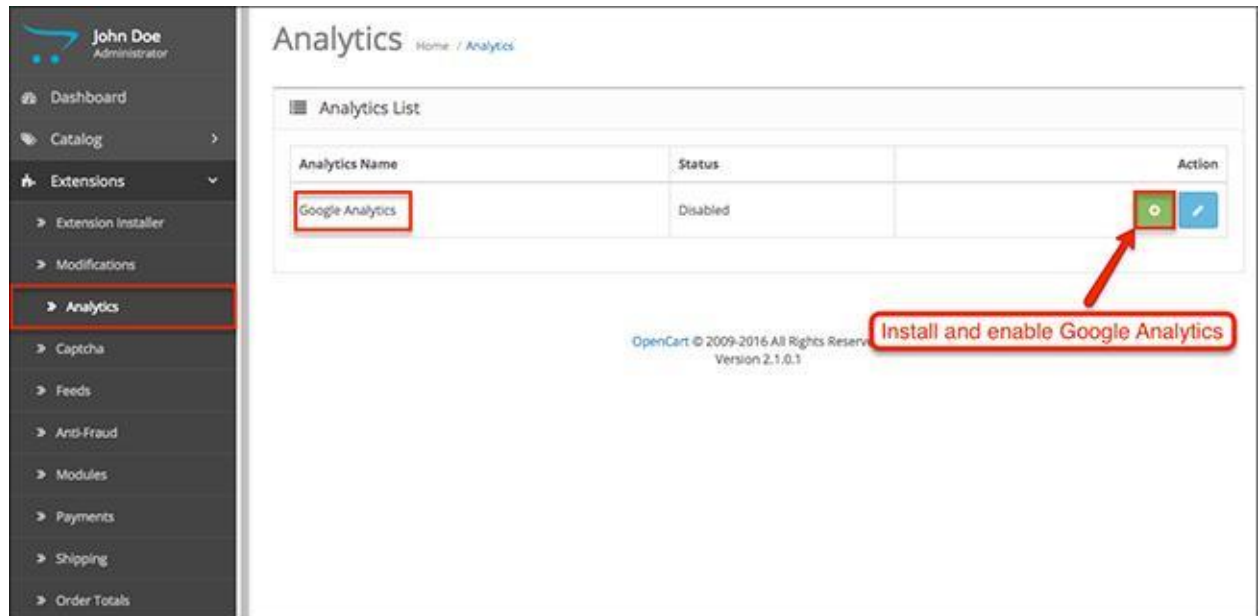 John Doe
Administrator
Dashboard
Catalog
Extensions
Extension Installer
Modifications
Analytics
Captcha
Feeds
Anti-Fraud
Modules
Payments
Shipping
Order Totals
Analytics Home / Analytics
Analytics List
Analytics Name Status Action
Google Analytics Disabled
Install and enable Google Analytics
OpenCart © 2009-2016 All Rights
Version 2.1.0.1